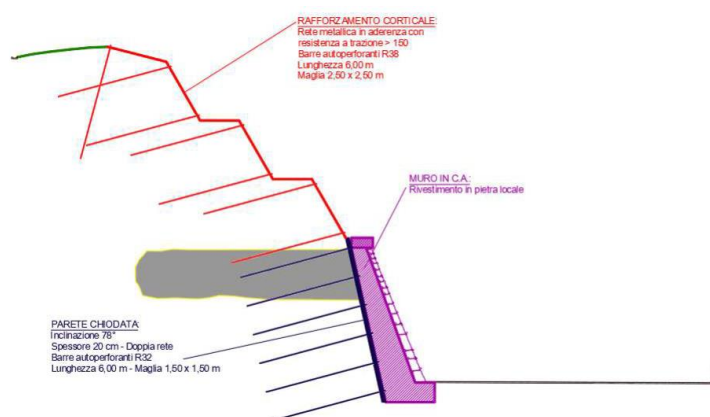 RAFFORZAMENTO CORTICALE:
Rete metallica in aderenza con
resistenza a trazione > 150
Barre autoperforanti R38
Lunghezza 6,00 m
Maglia 2,50 x 2,50 m
MURO IN C.A.:
Rivestimento in pietra locale
PARETE CHIODATA:
Inclinazione 78°
Spessore 20 cm - Doppia rete
Barre autoperforanti R32
Lunghezza 6,00 m - Maglia 1,50 x 1,50 m